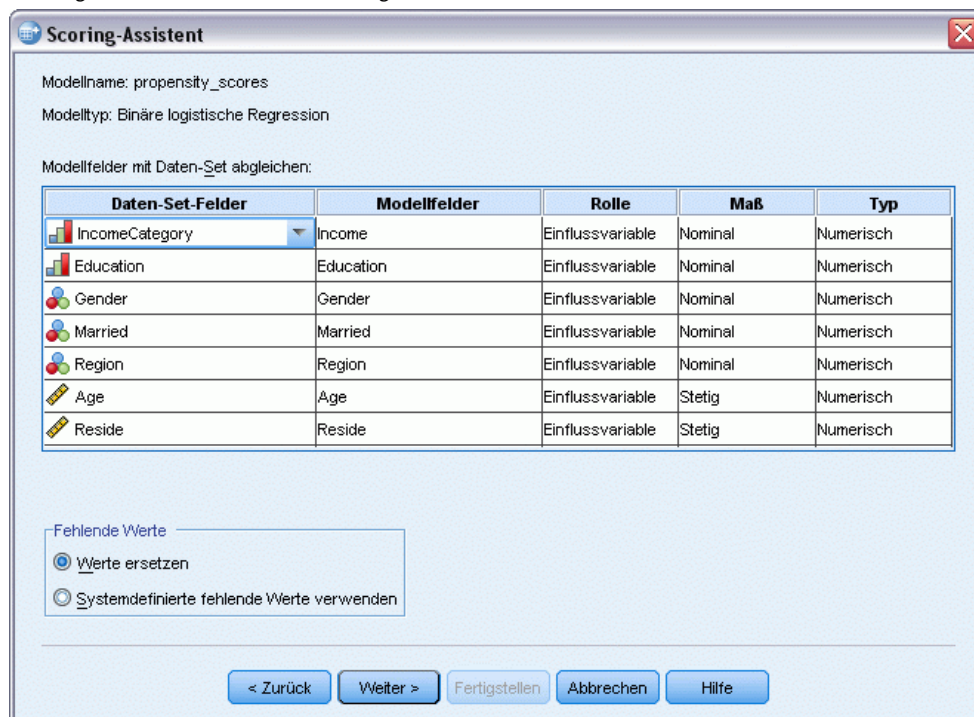 Scoring-Assistent
Modellname: propensity_scores
Modelltyp: Binäre logistische Regression
Modellfelder mit Daten-Set abgleichen:
Daten-Set-Felder Modellfelder Rolle Maß Typ
IncomeCategory Income Einflussvariable Nominal Numerisch
Education Education Einflussvariable Nominal Numerisch
Gender Gender Einflussvariable Nominal Numerisch
Married Married Einflussvariable Nominal Numerisch
Region Region Einflussvariable Nominal Numerisch
Age Age Einflussvariable Stetig Numerisch
Reside Reside Einflussvariable Stetig Numerisch
Fehlende Werte
Werte ersetzen
Systemdefinierte fehlende Werte verwenden
< Zurück Weiter > Fertigstellen Abbrechen Hilfe